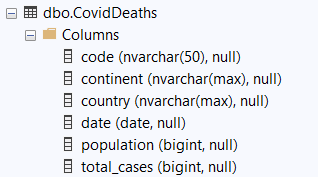 dbo.CovidDeaths
Columns
code (nvarchar(50), null)
continent (nvarchar(max), null)
country (nvarchar(max), null)
date (date, null)
population (bigint, null)
total_cases (bigint, null)